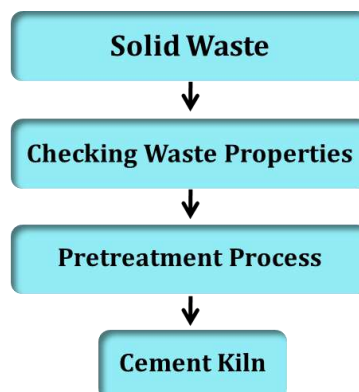 Solid Waste
Checking Waste Properties
Pretreatment Process
Cement Kiln